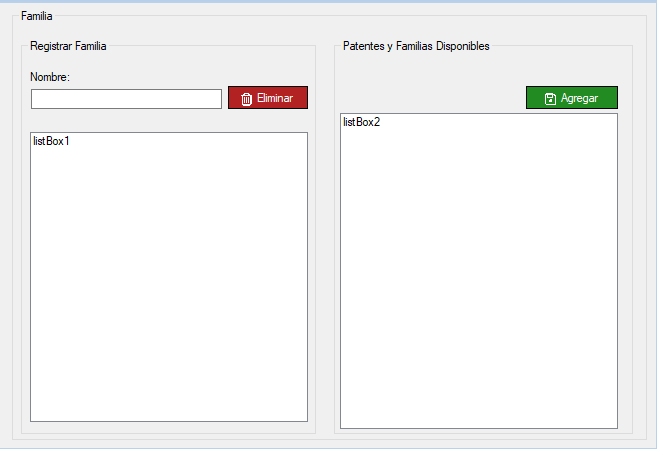 Familia
Registrar Familia
Nombre:
Eliminar
listBox1
Patentes y Familias Disponibles
Agregar
listBox2